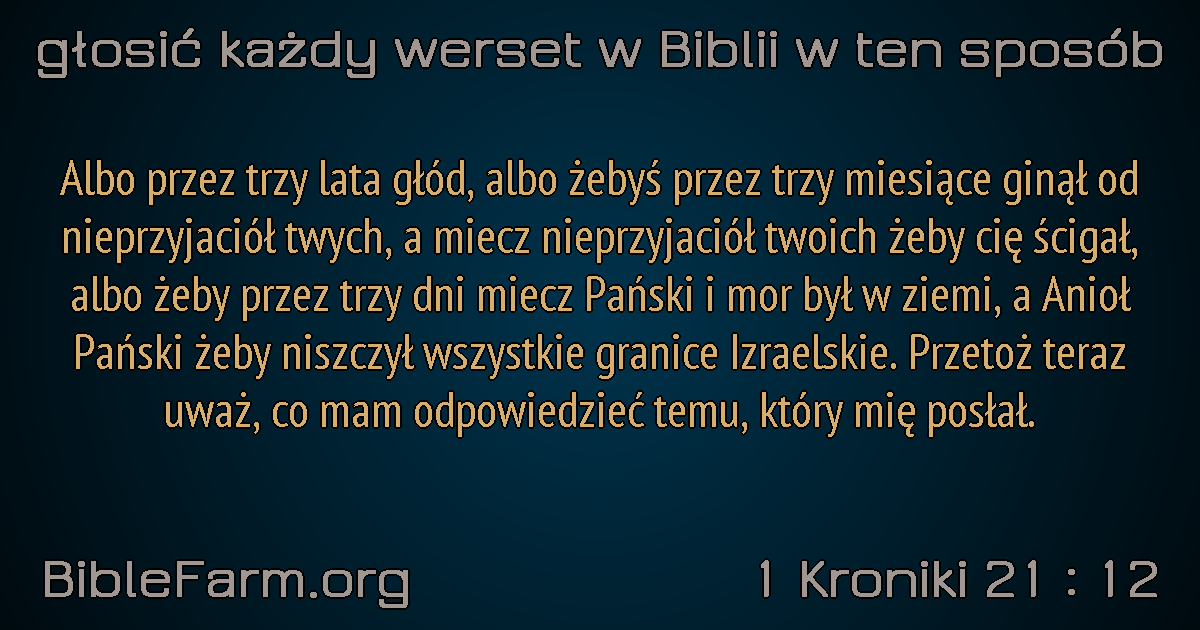 głosić każdy werset w Biblii w ten sposób
Albo przez trzy lata głód, albo żebyś przez trzy miesiące ginął od
nieprzyjaciół twych, a miecz nieprzyjaciół twoich żeby cię ścigał,
albo żeby przez trzy dni miecz Pański i mor był w ziemi, a Anioł
Pański żeby niszczył wszystkie granice Izraelskie. Przetoż teraz
uważ, co mam odpowiedzieć temu, który mię posłał.
BibleFarm.org
1 Kroniki 21 : 12